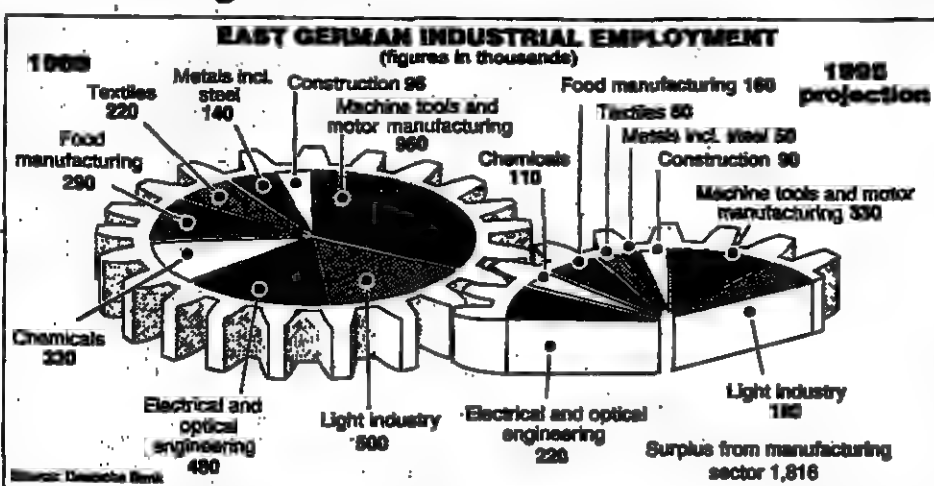 EAST GERMAN INDUSTRIAL EMPLOYMENT
(figures in thousands)
1989
Textiles
220
Metals incl.
steel
140
Construction 96
Machine tools and
motor manufacturing
960
Food
manufacturing
290
Chemicals
330
Electrical and
optical
engineering
480
Light industry
500
1995
projection
Food manufacturing 160
Textiles 60
Metals incl. steel 50
Construction 90
Chemicals
110
Machine tools and motor
manufacturing 330
Electrical and optical
engineering
220
Light industry
180
Surplus from manufacturing
sector 1,816
Source: Deutsche Bank